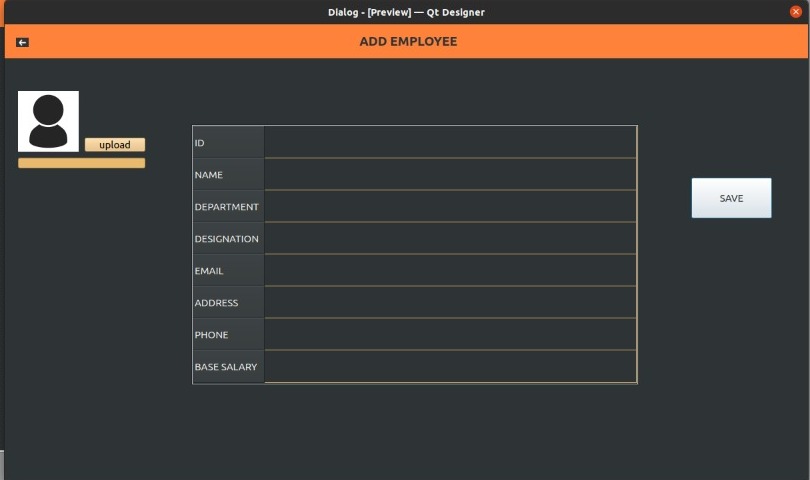 Dialog - [Preview] — Qt Designer
ADD EMPLOYEE
upload
ID
NAME
DEPARTMENT
DESIGNATION
EMAIL
ADDRESS
PHONE
BASE SALARY
SAVE